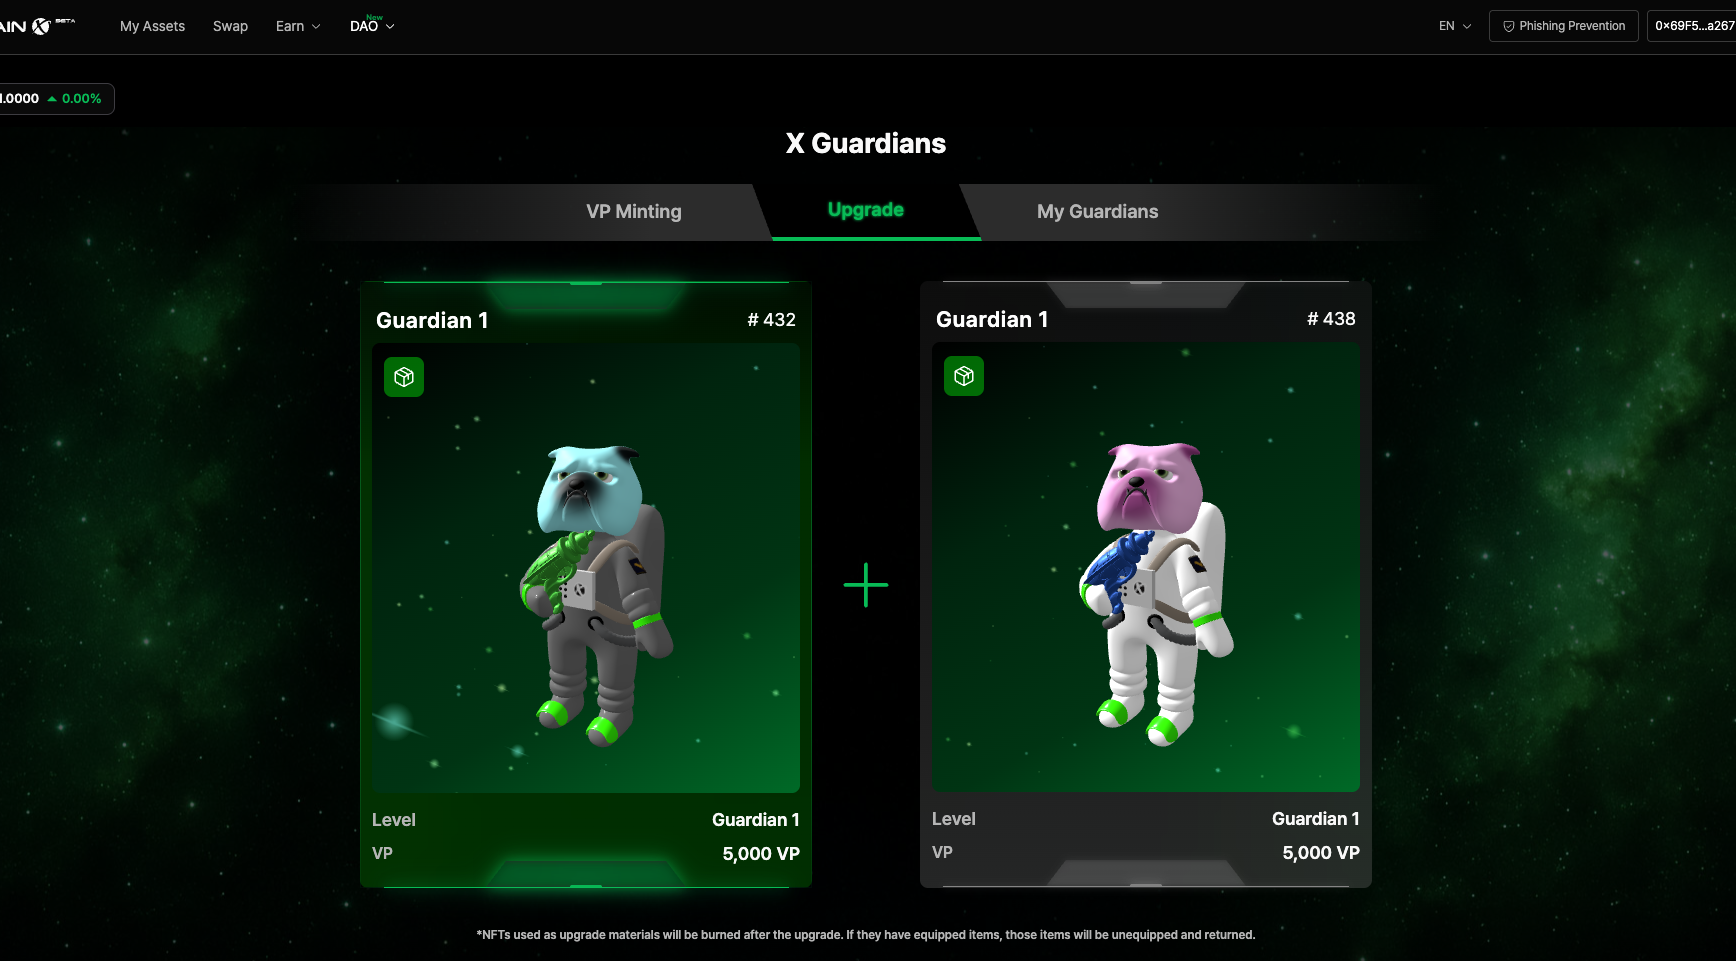 AIN X BETA
My Assets
Swap
Earn
New
DAO
EN
Phishing Prevention
0x69F5...a267
.0000 0.00%
X Guardians
VP Minting
Upgrade
My Guardians
Guardian 1 # 432
Level Guardian 1
VP 5,000 VP
Guardian 1 # 438
Level Guardian 1
VP 5,000 VP
*NFTs used as upgrade materials will be burned after the upgrade. If they have equipped items, those items will be unequipped and returned.